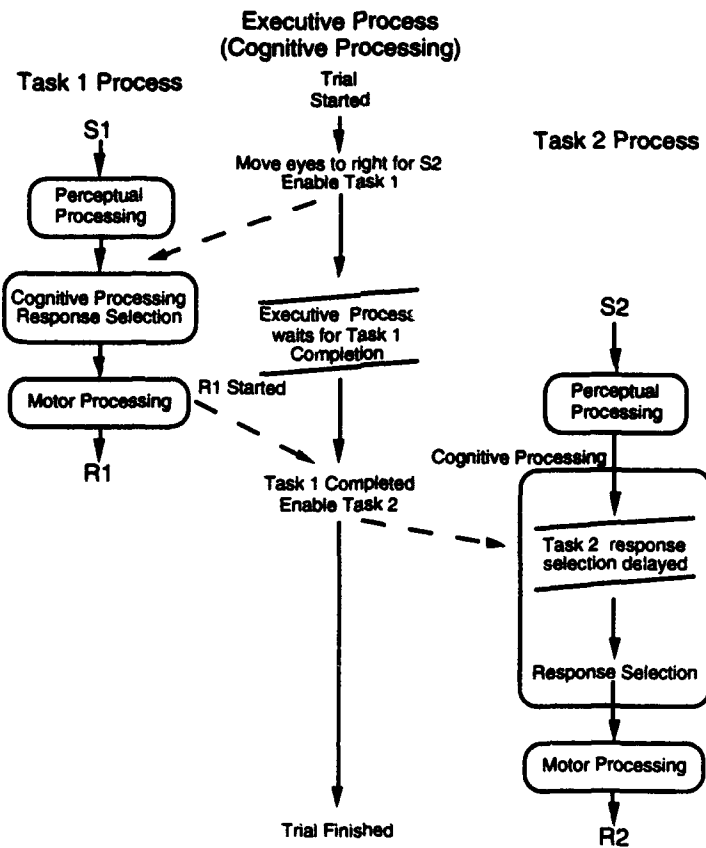 Executive Process
(Cognitive Processing)
Task 1 Process
Trial
Started
S1
Task 2 Process
Move eyes to right for S2
Enable Task 1
Perceptual
Processing
Cognitive Processing
Response Selection
Executive Process
waits for Task 1
Completion
S2
R1 Started
Motor Processing
Perceptual
Processing
R1
Cognitive Processing
Task 1 Completed
Enable Task 2
Task 2 response
selection delayed
Response Selection
Motor Processing
Trial Finished
R2